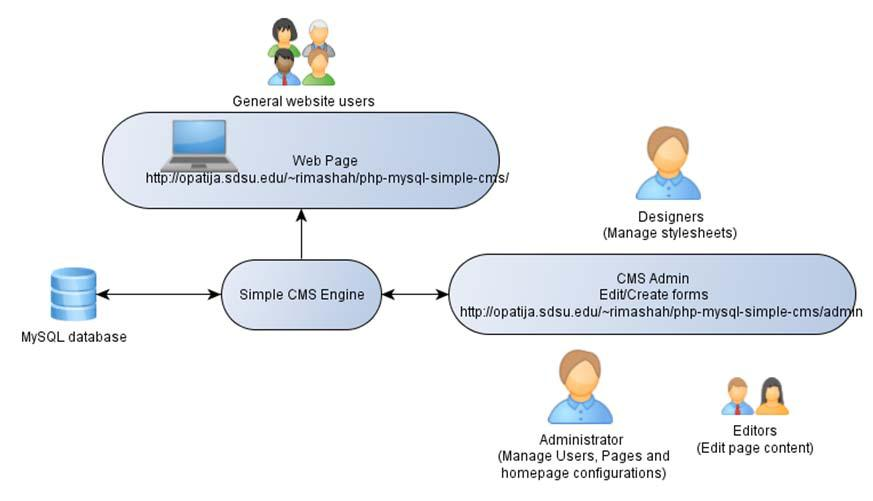 General website users
Web Page
http://opatija.sdsu.edu/~rimashah/php-mysql-simple-cms/
Designers
(Manage stylesheets)
MySQL database
Simple CMS Engine
CMS Admin
Edit/Create forms
http://opatija.sdsu.edu/~rimashah/php-mysql-simple-cms/admin
Administrator
(Manage Users, Pages and
homepage configurations)
Editors
(Edit page content)